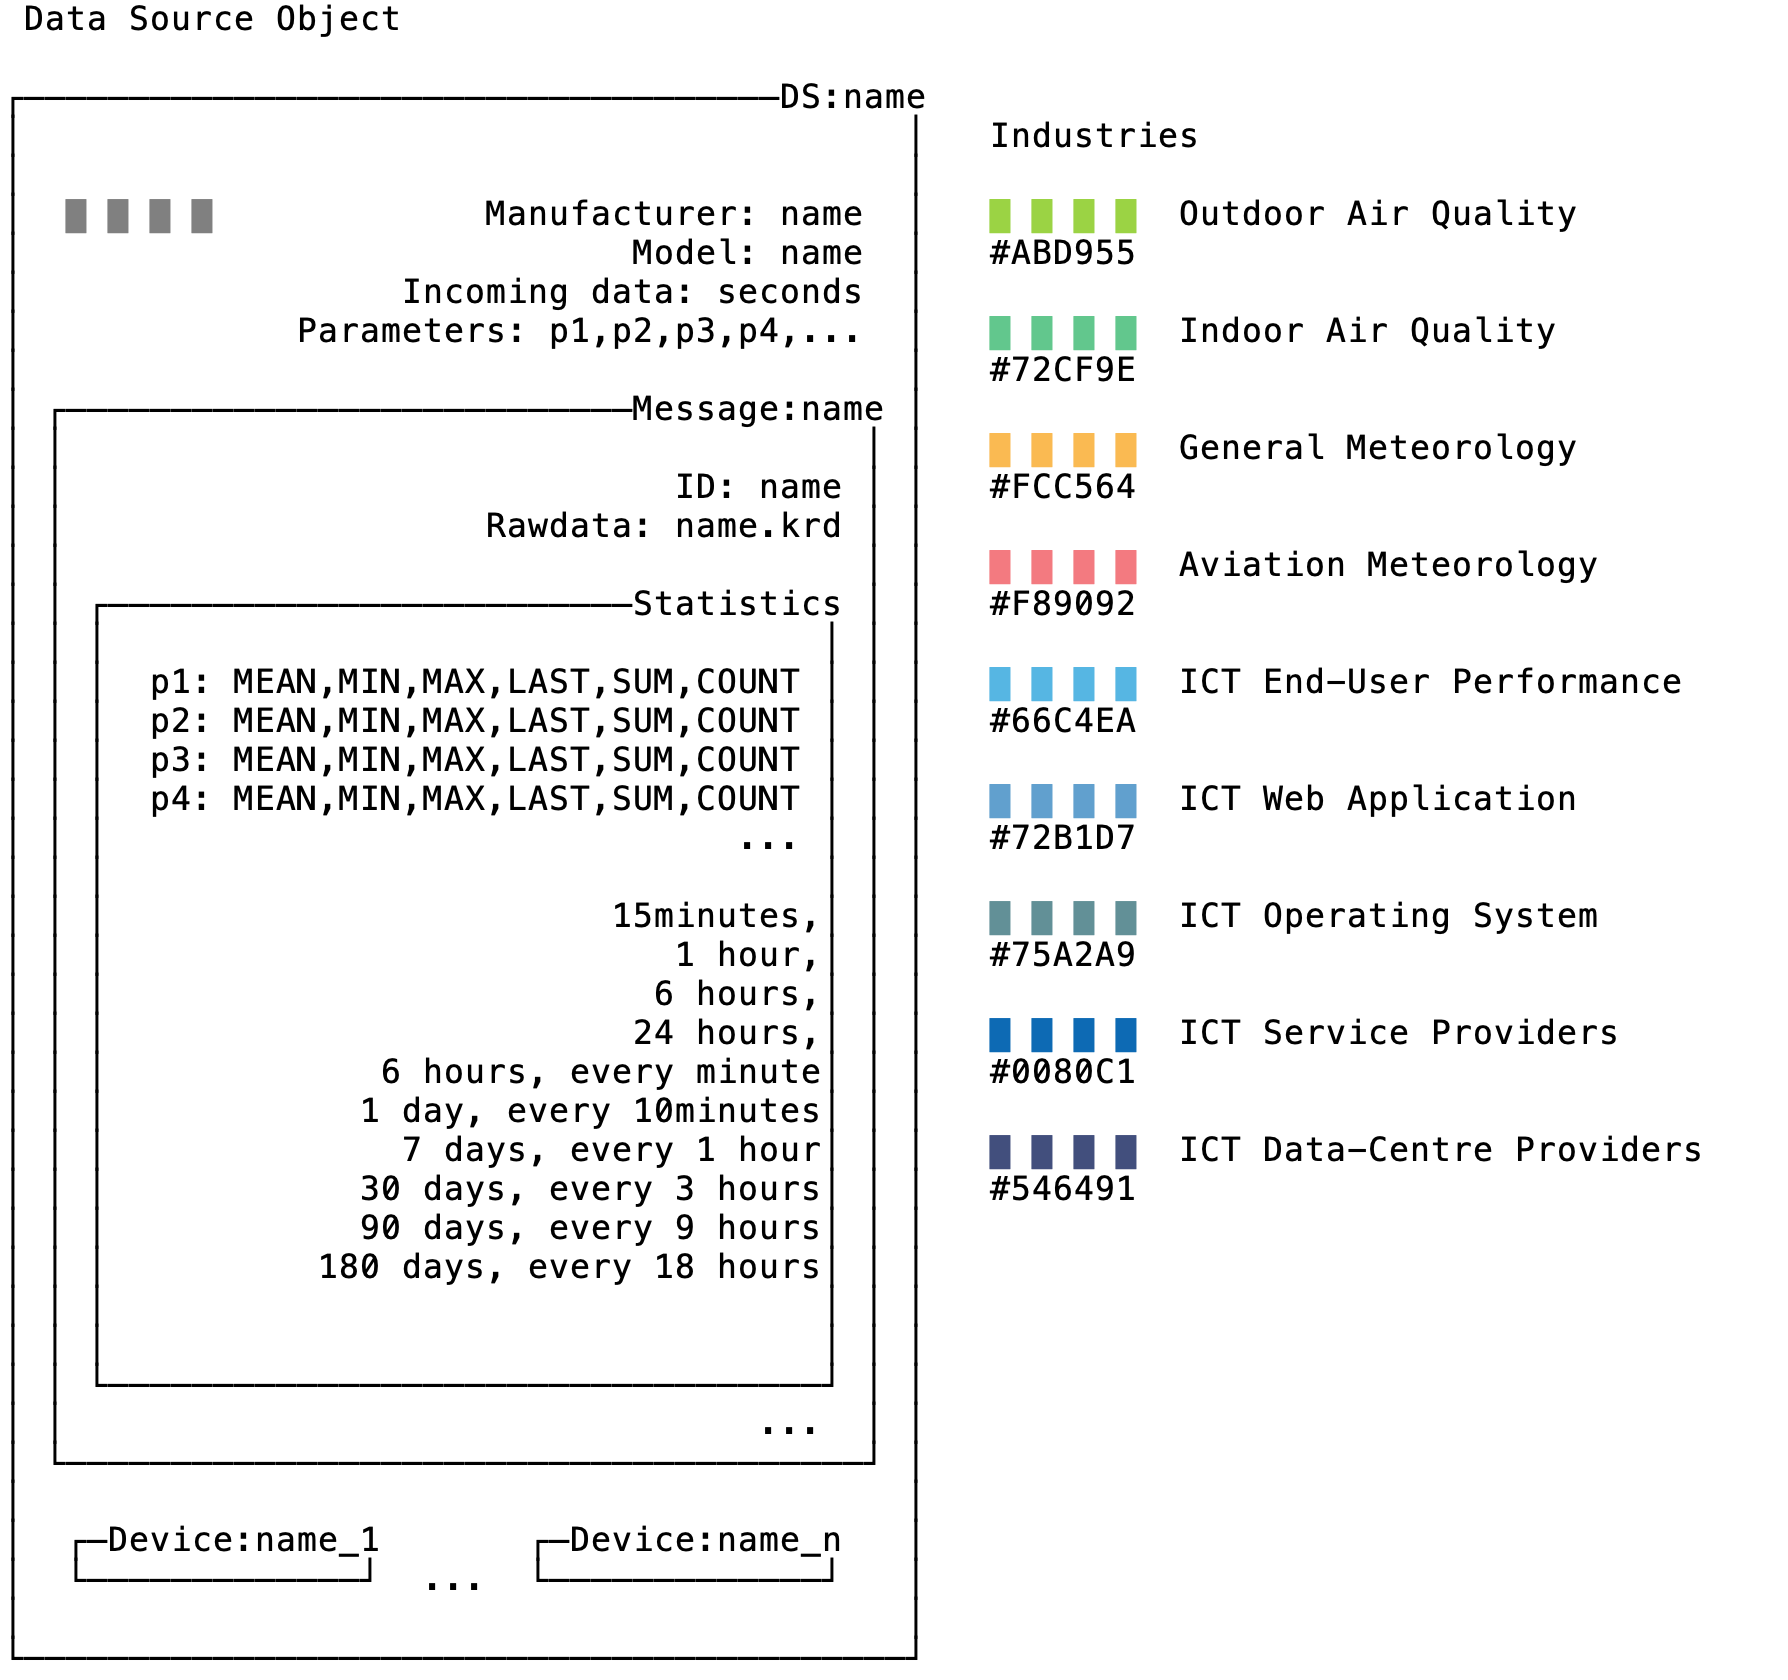 Data Source Object
DS:name
Manufacturer: name
Model: name
Incoming data: seconds
Parameters: p1,p2,p3,p4,...
Message:name
ID: name
Rawdata: name.krd
Statistics
p1: MEAN,MIN,MAX,LAST,SUM,COUNT
p2: MEAN,MIN,MAX,LAST,SUM,COUNT
p3: MEAN,MIN,MAX,LAST,SUM,COUNT
p4: MEAN,MIN,MAX,LAST,SUM,COUNT
...
15minutes,
1 hour,
6 hours,
24 hours,
6 hours, every minute
1 day, every 10minutes
7 days, every 1 hour
30 days, every 3 hours
90 days, every 9 hours
180 days, every 18 hours
...
Device:name_1 ... Device:name_n
Industries
Outdoor Air Quality
#ABD955
Indoor Air Quality
#72CF9E
General Meteorology
#FCC564
Aviation Meteorology
#F89092
ICT End-User Performance
#66C4EA
ICT Web Application
#72B1D7
ICT Operating System
#75A2A9
ICT Service Providers
#0080C1
ICT Data-Centre Providers
#546491